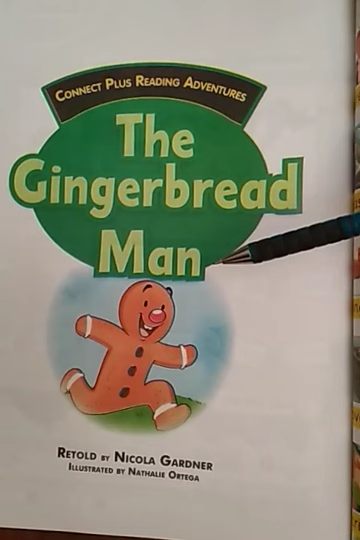 CONNECT PLUS READING ADVENTURES
The
Gingerbread
Man
RETOLD BY NICOLA GARDNER
ILLUSTRATED BY NATHALIE ORTEGA